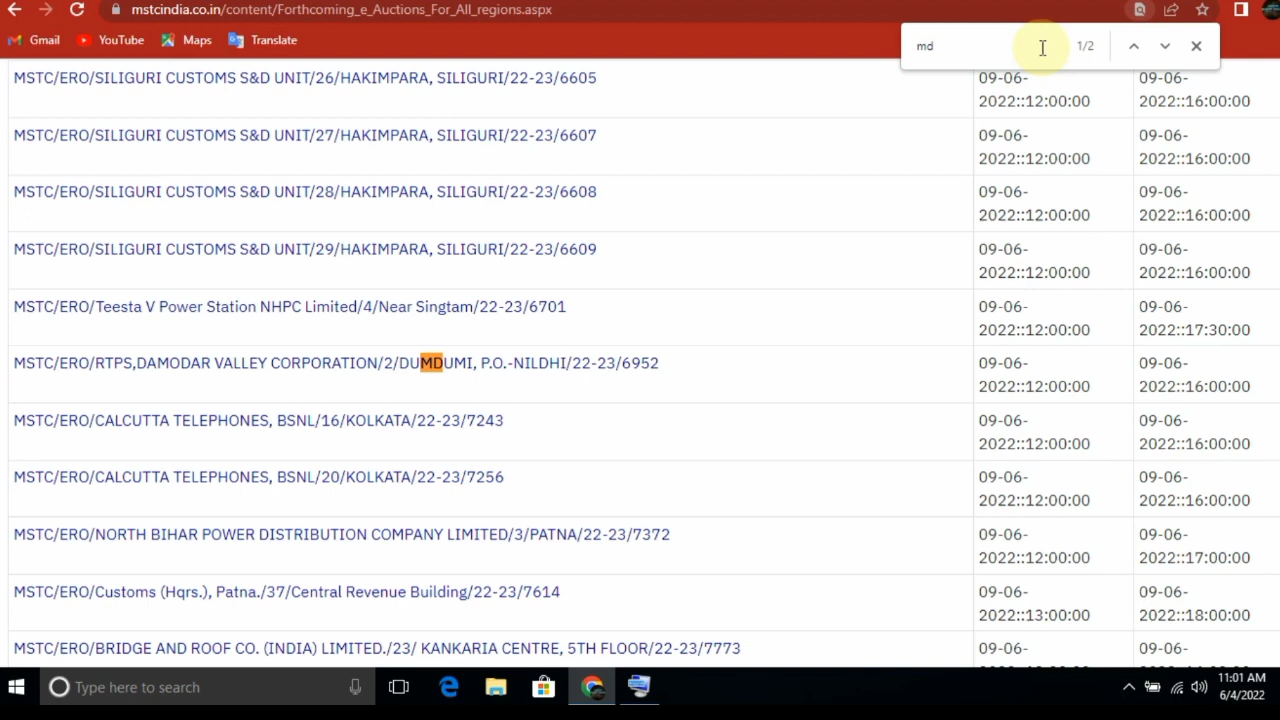 mstcindia.co.in/content/Forthcoming_e_Auctions_For_All_regions.aspx
Gmail YouTube Maps Translate
md 1/2
MSTC/ERO/SILIGURI CUSTOMS S&D UNIT/26/HAKIMPARA, SILIGURI/22-23/6605 09-06- 09-06-
2022::12:00:00 2022::16:00:00
MSTC/ERO/SILIGURI CUSTOMS S&D UNIT/27/HAKIMPARA, SILIGURI/22-23/6607 09-06- 09-06-
2022::12:00:00 2022::16:00:00
MSTC/ERO/SILIGURI CUSTOMS S&D UNIT/28/HAKIMPARA, SILIGURI/22-23/6608 09-06- 09-06-
2022::12:00:00 2022::16:00:00
MSTC/ERO/SILIGURI CUSTOMS S&D UNIT/29/HAKIMPARA, SILIGURI/22-23/6609 09-06- 09-06-
2022::12:00:00 2022::16:00:00
MSTC/ERO/Teesta V Power Station NHPC Limited/4/Near Singtam/22-23/6701 09-06- 09-06-
2022::12:00:00 2022::17:30:00
MSTC/ERO/RTPS,DAMODAR VALLEY CORPORATION/2/DUMDUMI, P.O.-NILDHI/22-23/6952 09-06- 09-06-
2022::12:00:00 2022::16:00:00
MSTC/ERO/CALCUTTA TELEPHONES, BSNL/16/KOLKATA/22-23/7243 09-06- 09-06-
2022::12:00:00 2022::16:00:00
MSTC/ERO/CALCUTTA TELEPHONES, BSNL/20/KOLKATA/22-23/7256 09-06- 09-06-
2022::12:00:00 2022::16:00:00
MSTC/ERO/NORTH BIHAR POWER DISTRIBUTION COMPANY LIMITED/3/PATNA/22-23/7372 09-06- 09-06-
2022::12:00:00 2022::17:00:00
MSTC/ERO/Customs (Hqrs.), Patna./37/Central Revenue Building/22-23/7614 09-06- 09-06-
2022::13:00:00 2022::18:00:00
MSTC/ERO/BRIDGE AND ROOF CO. (INDIA) LIMITED./23/ KANKARIA CENTRE, 5TH FLOOR/22-23/7773 09-06- 09-06-
Type here to search 11:01 AM
6/4/2022